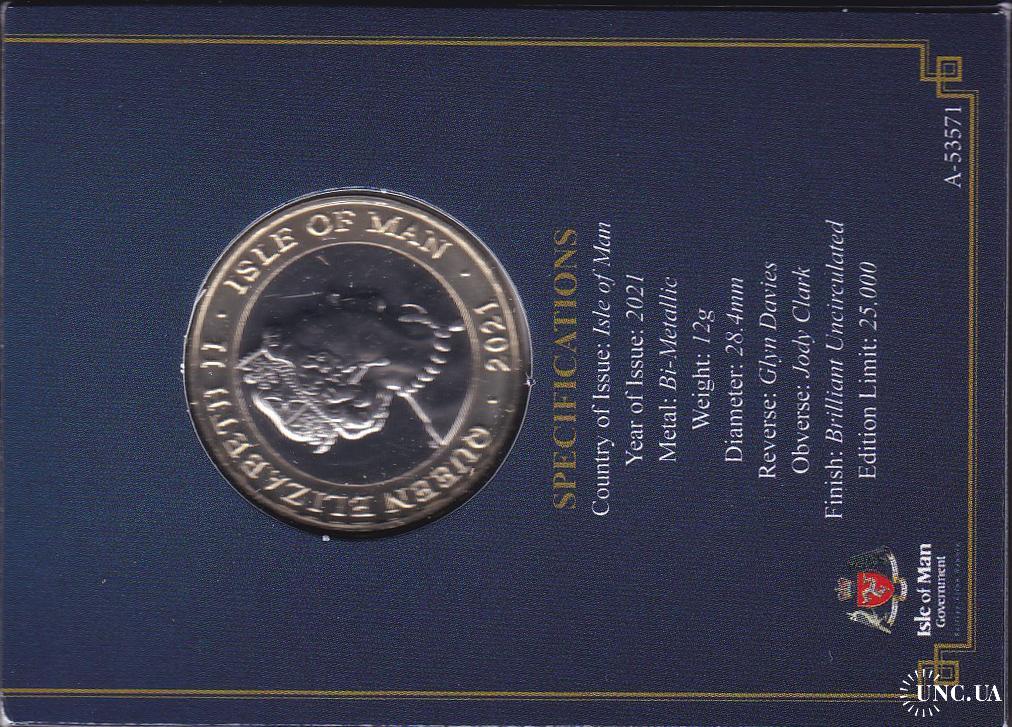 QUEEN ELIZABETH II · ISLE OF MAN · 2021 ·
SPECIFICATIONS
Country of Issue: Isle of Man
Year of Issue: 2021
Metal: Bi-Metallic
Weight: 12g
Diameter: 28.4mm
Reverse: Glyn Davies
Obverse: Jody Clark
Finish: Brilliant Uncirculated
Edition Limit: 25.000
A-53571
Isle of Man
Government
UNC.UA